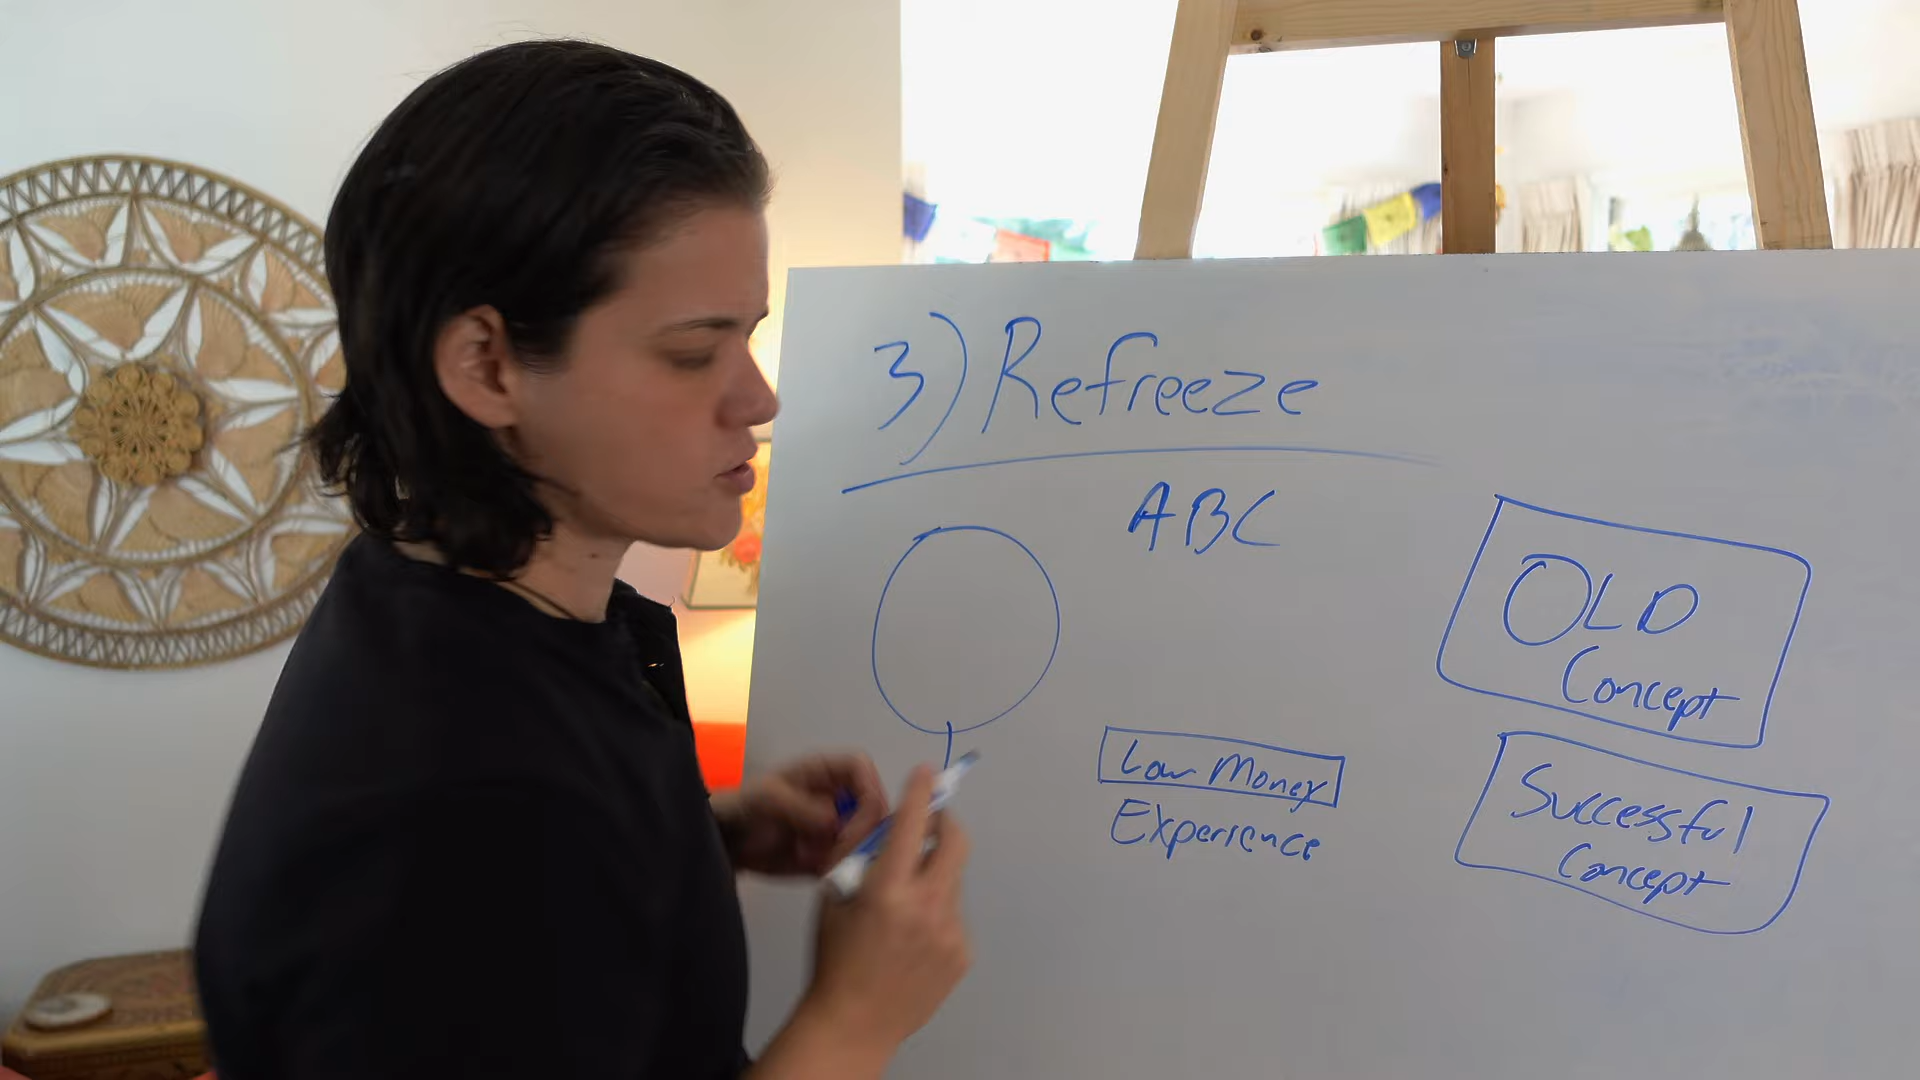 3) Refreeze
ABC
OLD
Concept
Low Money
Experience
Successful
Concept